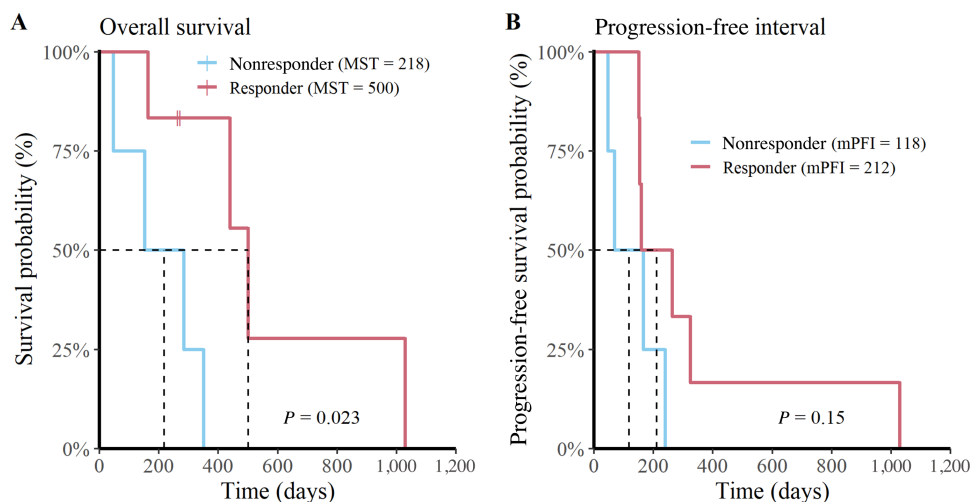 A
Overall survival
Survival probability (%)
100%
75%
50%
25%
0%
Nonresponder (MST = 218)
Responder (MST = 500)
P = 0.023
0
200
400
600
800
1,000
1,200
Time (days)
B
Progression-free interval
Progression-free survival probability (%)
100%
75%
50%
25%
0%
Nonresponder (mPFI = 118)
Responder (mPFI = 212)
P = 0.15
0
200
400
600
800
1,000
1,200
Time (days)